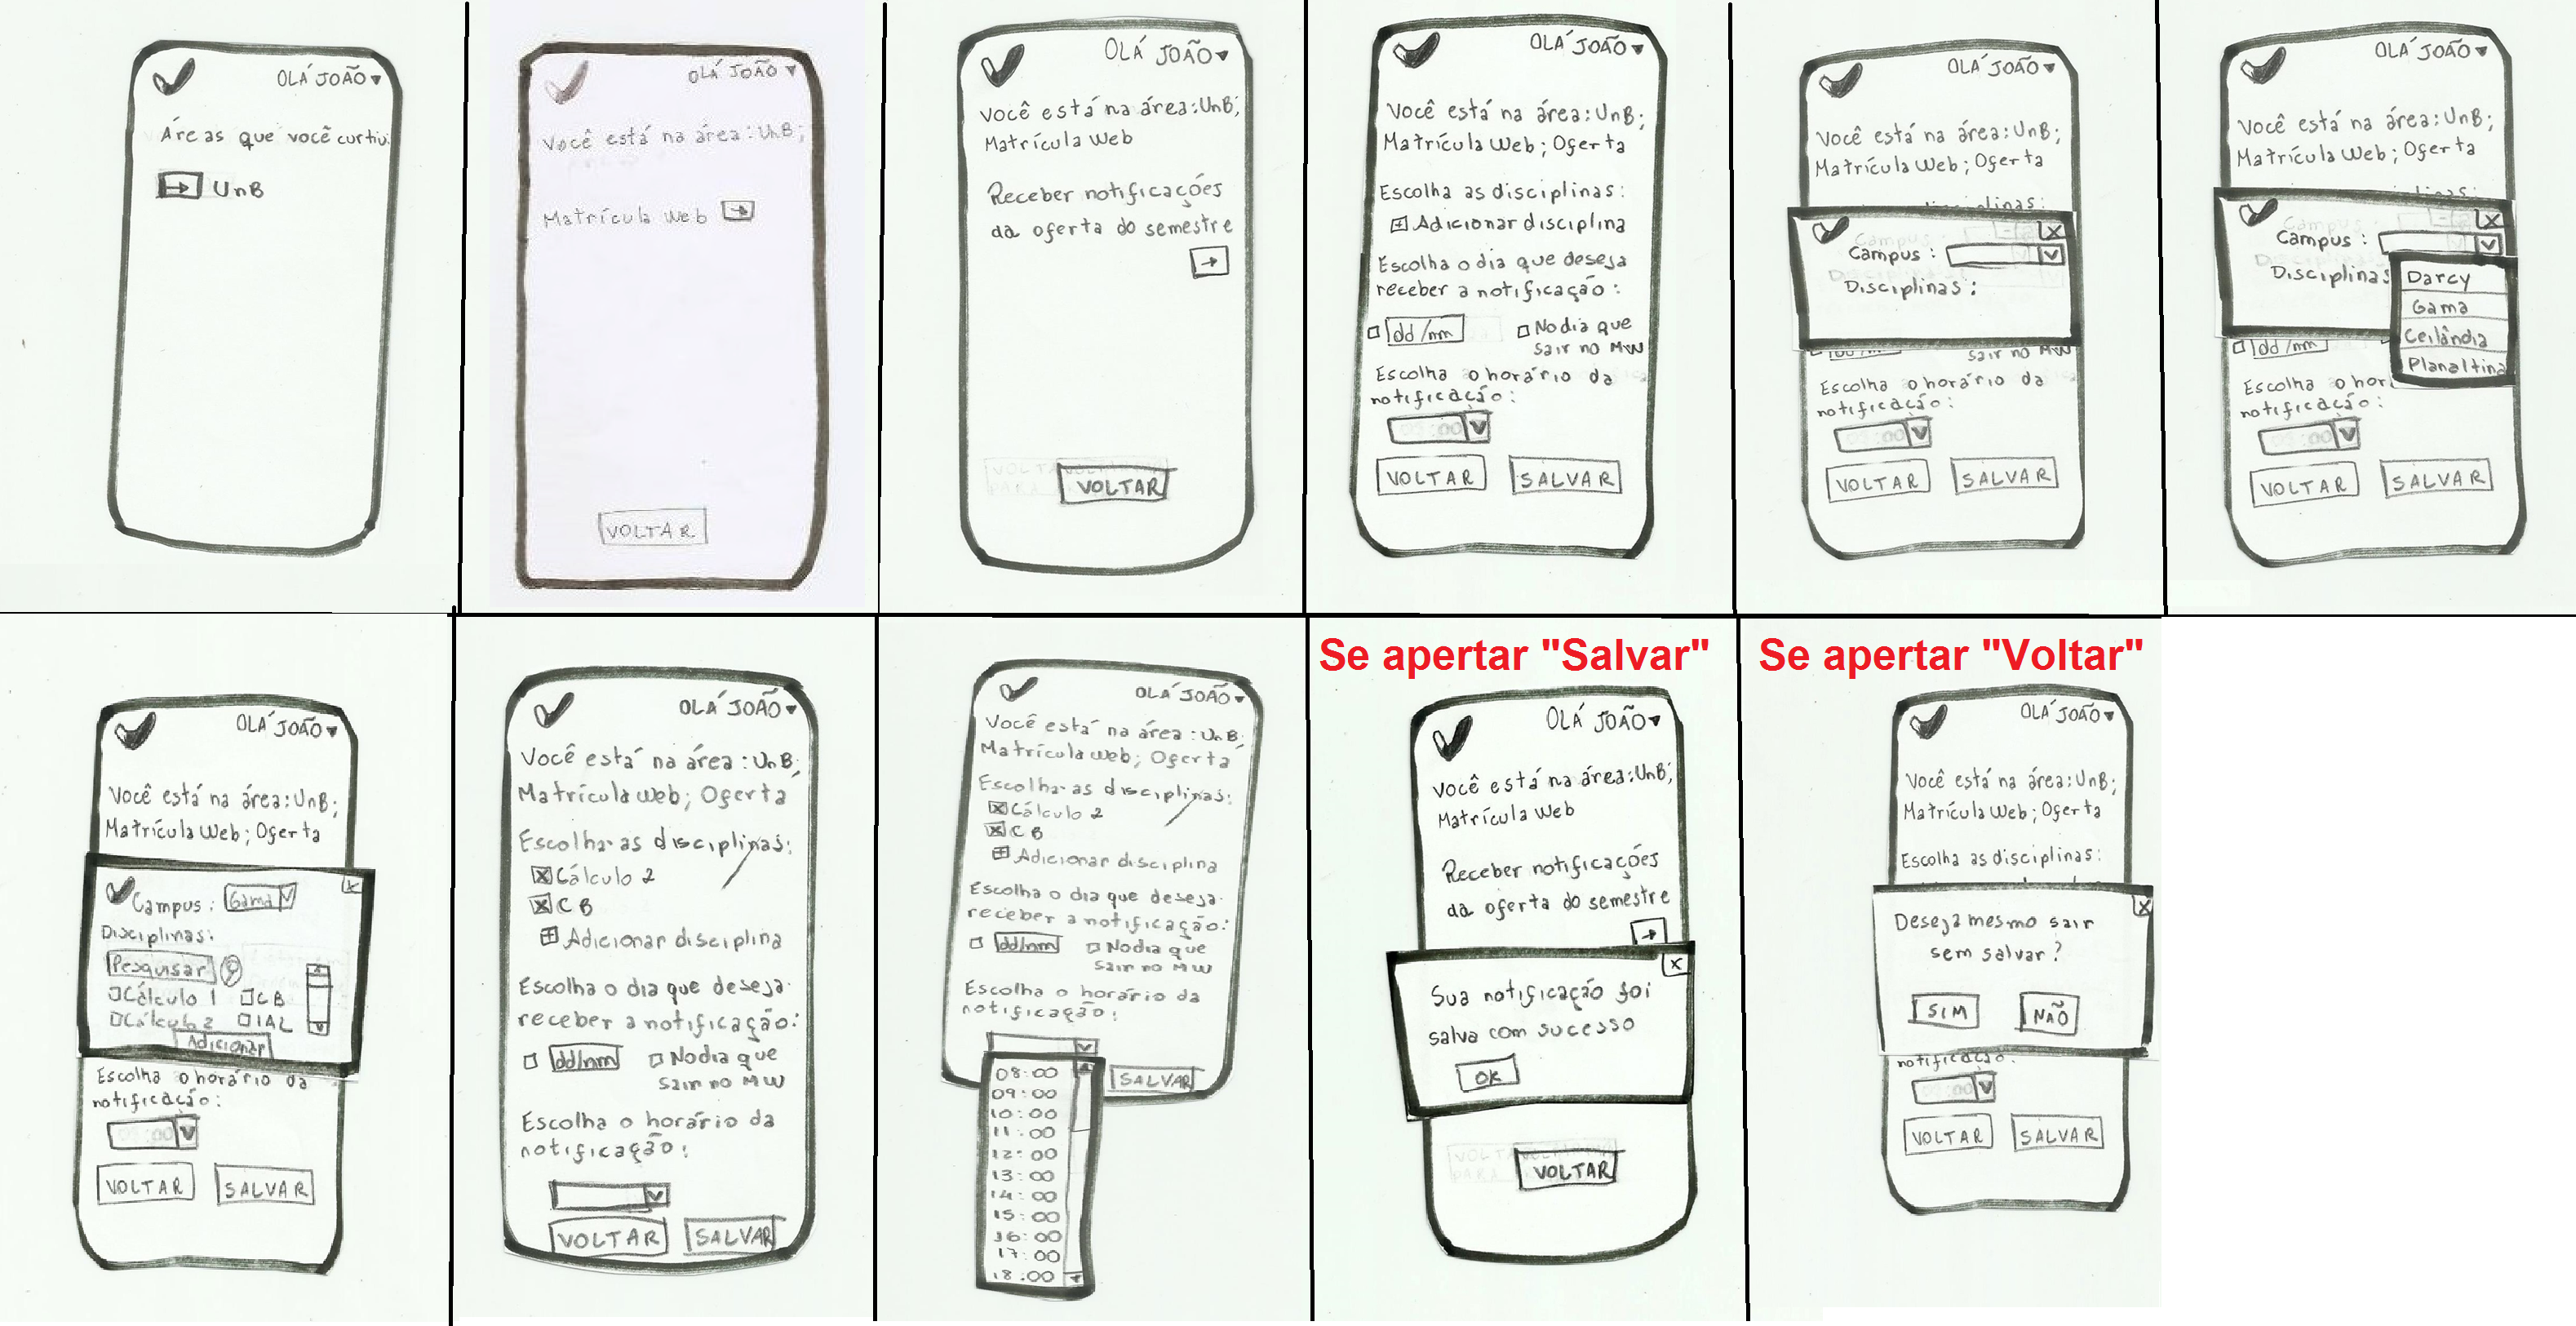 OLÁ JOÃO
Áreas que você curtiu:
UnB
OLÁ JOÃO
Você está na área: UnB;
Matrícula Web
VOLTAR
OLÁ JOÃO
Você está na área: UnB;
Matrícula Web
Receber notificações
da oferta do semestre
VOLTAR
OLÁ JOÃO
Você está na área: UnB;
Matrícula Web; Oferta
Escolha as disciplinas:
Adicionar disciplina
Escolha o dia que deseja
receber a notificação:
dd/mm
No dia que
sair no MW
Escolha o horário da
notificação:
VOLTAR
SALVAR
OLÁ JOÃO
Você está na área: UnB;
Matrícula Web; Oferta
Campus:
Disciplinas:
sair no MW
Escolha o horário da
notificação:
VOLTAR
SALVAR
OLÁ JOÃO
Você está na área: UnB;
Matrícula Web; Oferta
Campus:
Disciplinas
Darcy
Gama
Ceilândia
Planaltina
dd/mm
Escolha o hor
notificação:
VOLTAR
SALVAR
OLÁ JOÃO
Você está na área: UnB;
Matrícula Web; Oferta
Campus: Gama
Disciplinas:
Pesquisar
Cálculo 1 CB
Cálculo 2 IAL
Adicionar
Escolha o horário da
notificação:
VOLTAR
SALVAR
OLÁ JOÃO
Você está na área: UnB;
Matrícula Web; Oferta
Escolha as disciplinas:
Cálculo 2
CB
Adicionar disciplina
Escolha o dia que deseja
receber a notificação:
dd/mm
No dia que
sair no MW
Escolha o horário da
notificação:
VOLTAR
SALVAR
OLÁ JOÃO
Você está na área: UnB;
Matrícula Web; Oferta
Escolha as disciplinas:
Cálculo 2
CB
Adicionar disciplina
Escolha o dia que deseja
receber a notificação:
dd/mm
No dia que
sair no MW
Escolha o horário da
notificação:
08:00
09:00
10:00
11:00
12:00
13:00
14:00
15:00
16:00
17:00
18:00
SALVAR
Se apertar "Salvar"
OLÁ JOÃO
Você está na área: UnB;
Matrícula Web
Receber notificações
da oferta do semestre
Sua notificação foi
salva com sucesso
OK
VOLTAR
Se apertar "Voltar"
OLÁ JOÃO
Você está na área: UnB;
Matrícula Web; Oferta
Escolha as disciplinas:
Deseja mesmo sair
sem salvar?
SIM
NÃO
notificação:
VOLTAR
SALVAR